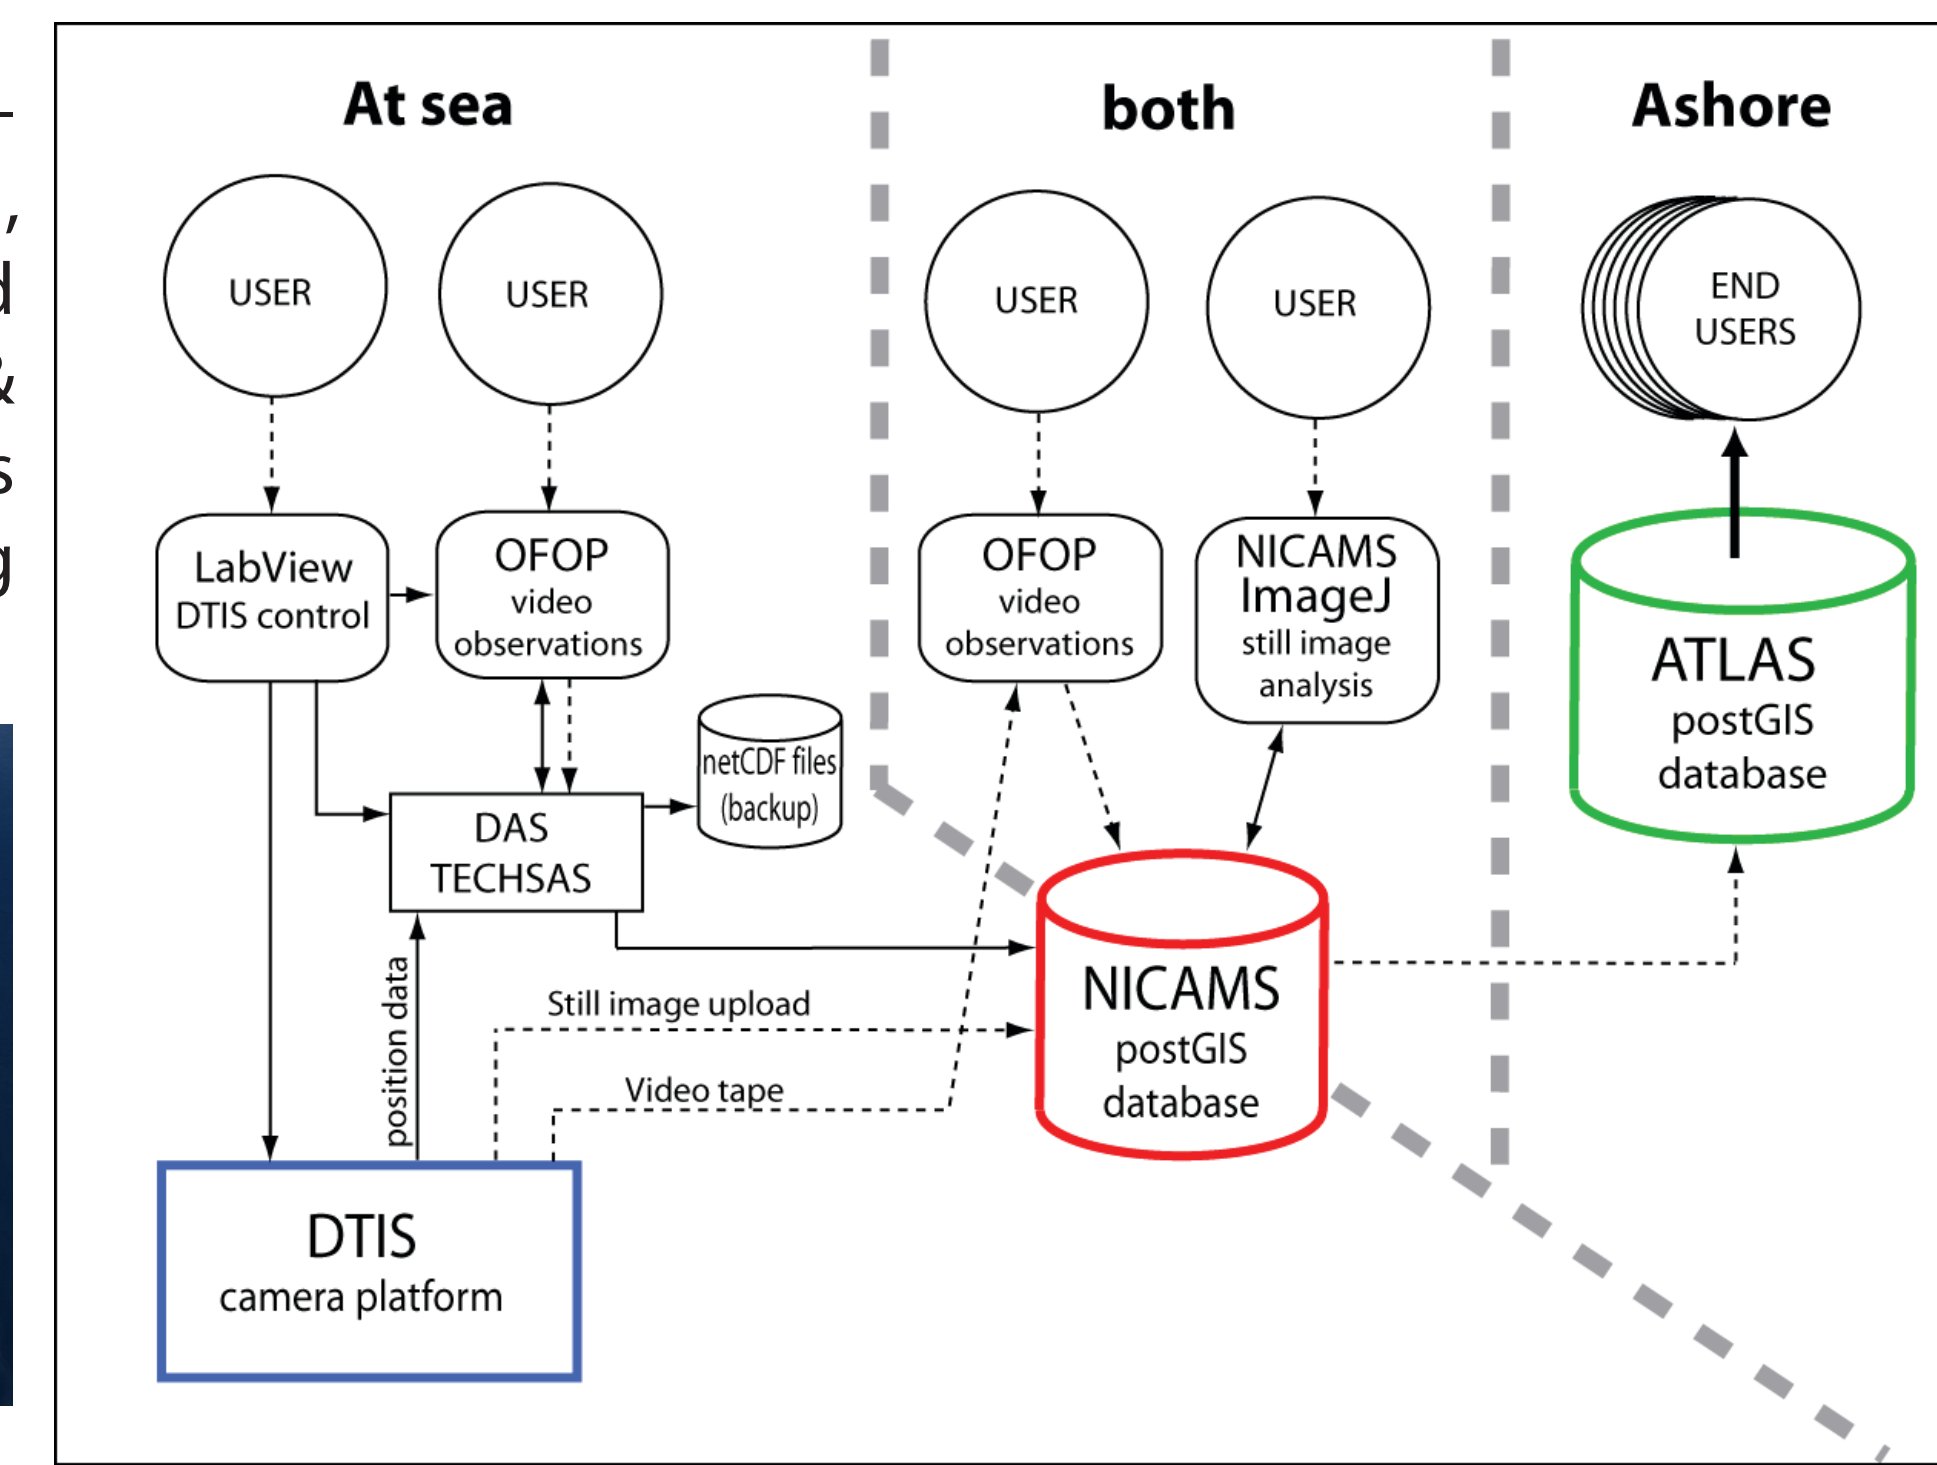 At sea
both
Ashore
USER
USER
USER
USER
END
USERS
LabView
DTIS control
OFOP
video
observations
OFOP
video
observations
NICAMS
ImageJ
still image
analysis
ATLAS
postGIS
database
netCDF files
(backup)
DAS
TECHSAS
position data
Still image upload
Video tape
NICAMS
postGIS
database
DTIS
camera platform
,
d
&
s
g